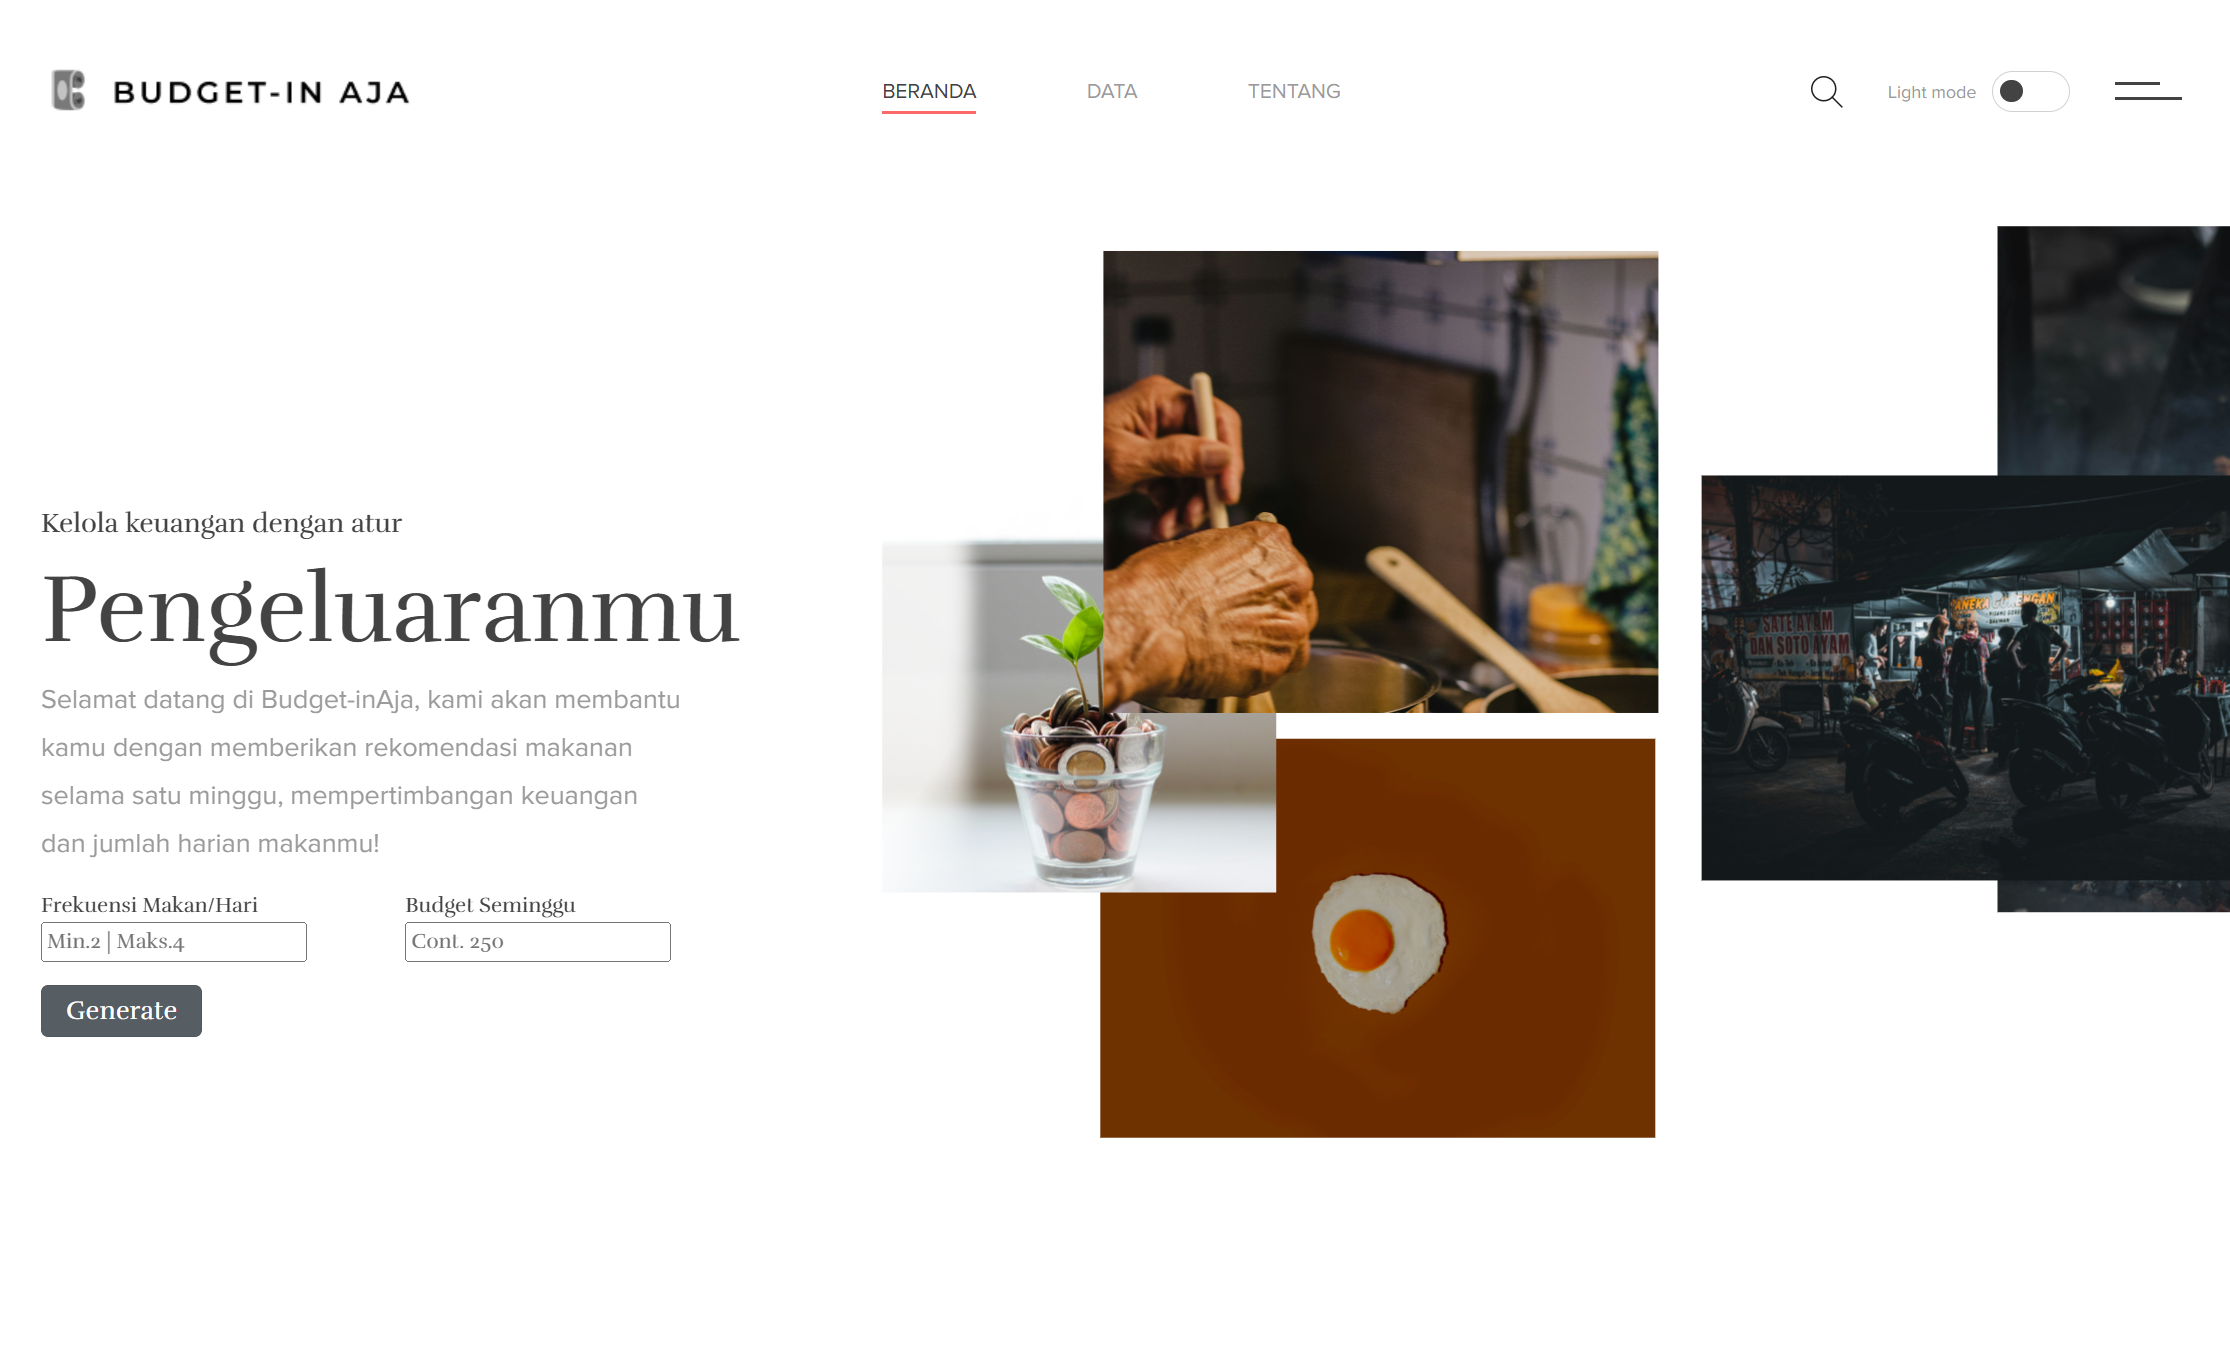 BUDGET-IN AJA
BERANDA
DATA
TENTANG
Light mode
Kelola keuangan dengan atur
Pengeluaranmu
Selamat datang di Budget-inAja, kami akan membantu
kamu dengan memberikan rekomendasi makanan
selama satu minggu, mempertimbangan keuangan
dan jumlah harian makanmu!
Frekuensi Makan/Hari
Budget Seminggu
Min.2 | Maks.4
Cont. 250
Generate
SATE AYAM
DAN SOTO AYAM
ANEKA GORENGAN